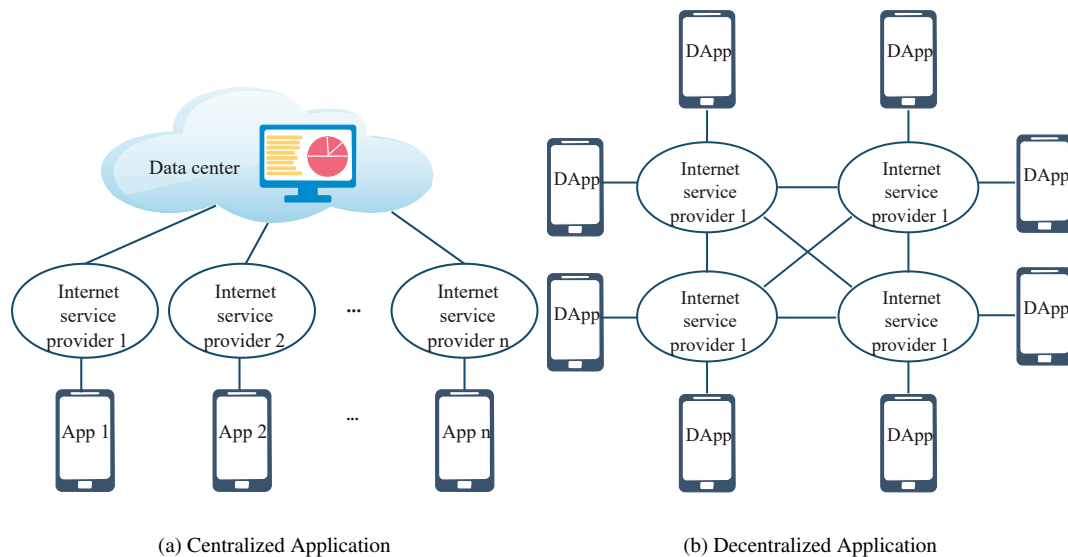 Data center
Internet
service
provider 1
Internet
service
provider 2
...
Internet
service
provider n
App 1
App 2
...
App n
(a) Centralized Application
DApp
DApp
DApp
Internet
service
provider 1
Internet
service
provider 1
DApp
DApp
Internet
service
provider 1
Internet
service
provider 1
DApp
DApp
DApp
(b) Decentralized Application